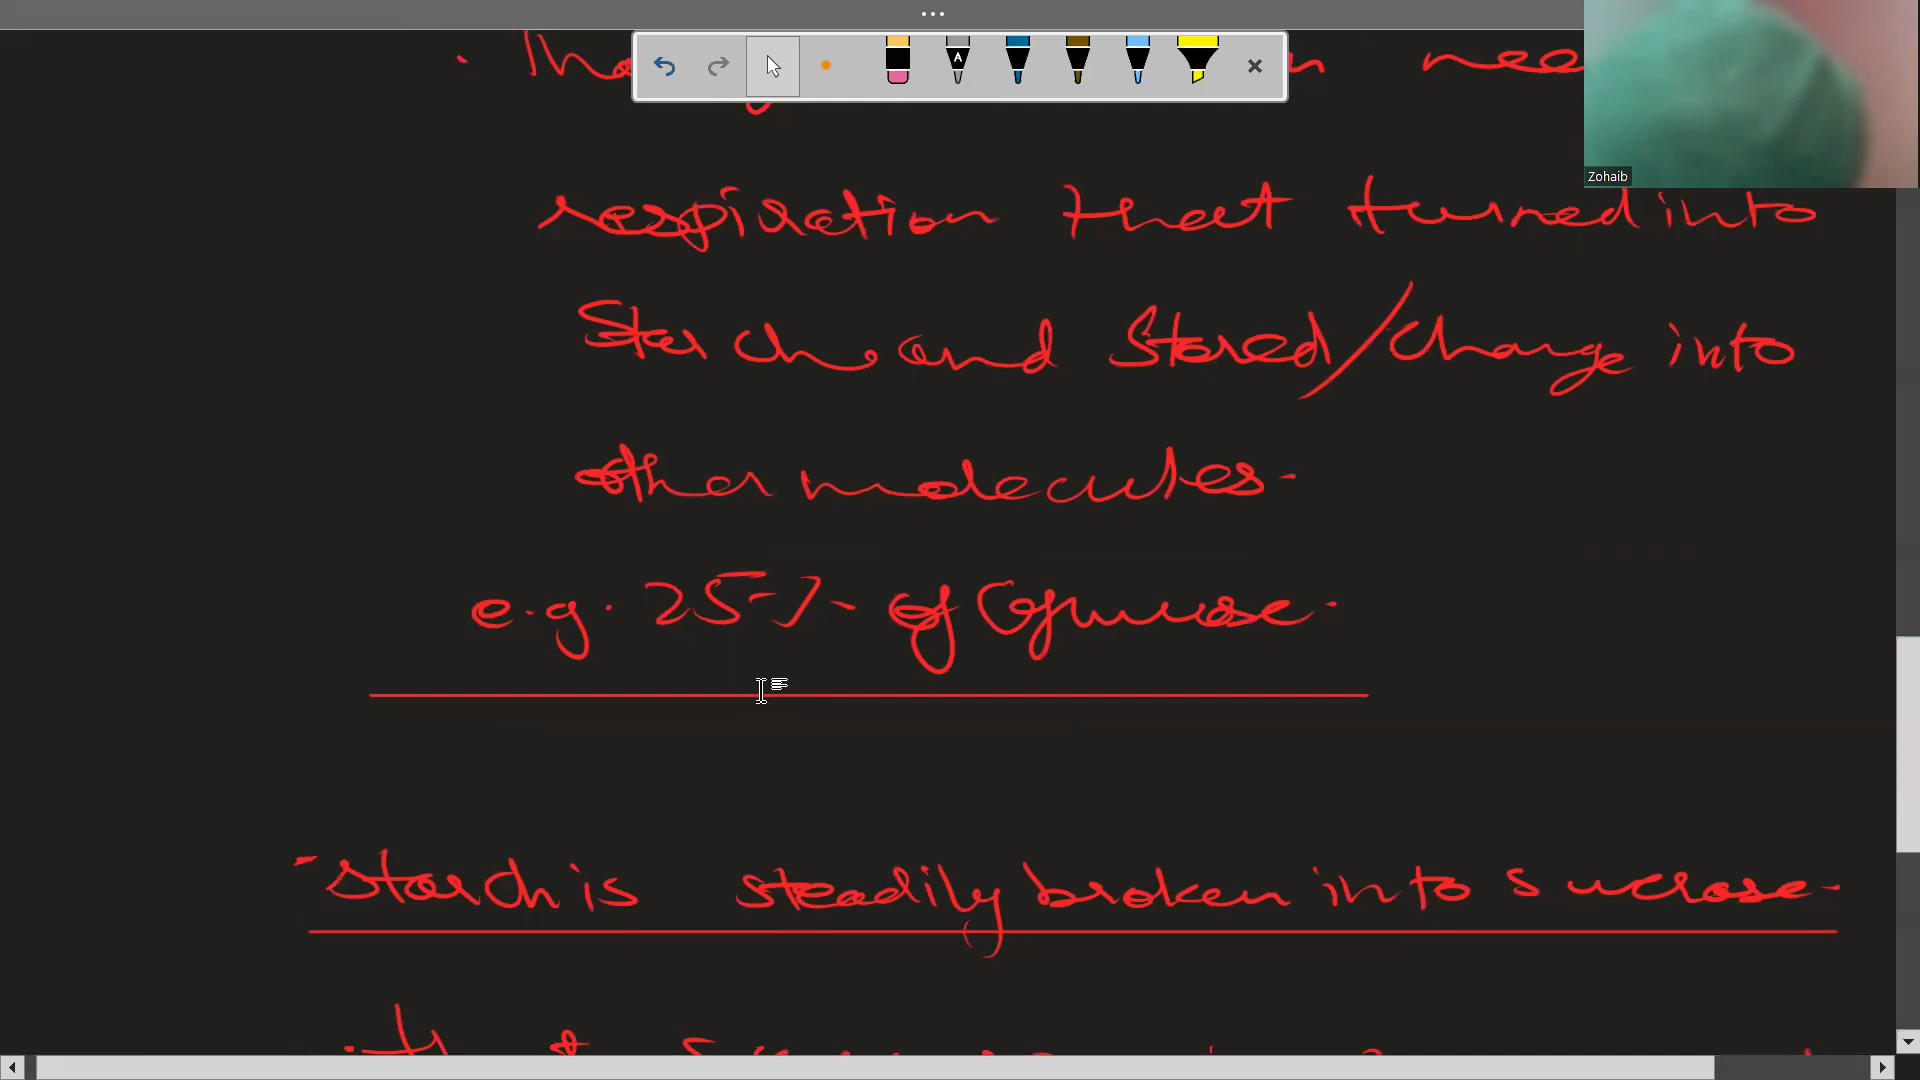 nee
Zohaib
respiration that turned into
Starch and Stored/change into
other molecules.
e.g. 25% of Glucose.
· starch is steadily broken into sucrose.